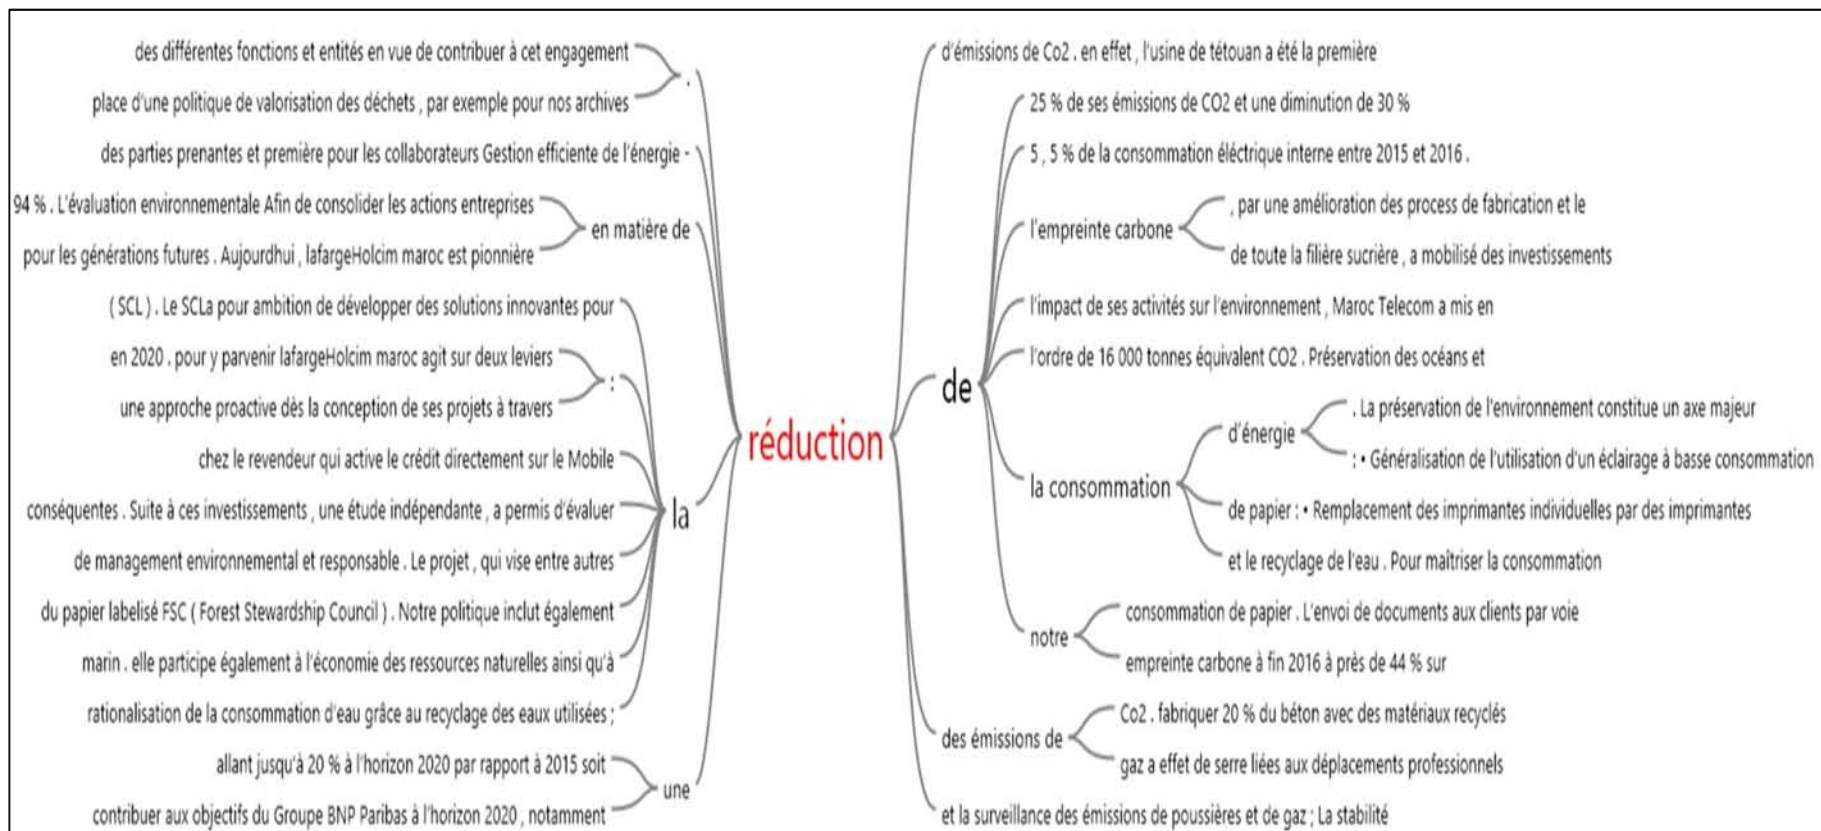 des différentes fonctions et entités en vue de contribuer à cet engagement
.
place d'une politique de valorisation des déchets , par exemple pour nos archives
des parties prenantes et première pour les collaborateurs Gestion efficiente de l'énergie -
94 % . L'évaluation environnementale Afin de consolider les actions entreprises
en matière de
pour les générations futures . Aujourdhui , lafargeHolcim maroc est pionnière
( SCL ) . Le SCLa pour ambition de développer des solutions innovantes pour
en 2020 . pour y parvenir lafargeHolcim maroc agit sur deux leviers
:
une approche proactive dès la conception de ses projets à travers
chez le revendeur qui active le crédit directement sur le Mobile
conséquentes . Suite à ces investissements , une étude indépendante , a permis d'évaluer
la
de management environnemental et responsable . Le projet , qui vise entre autres
du papier labelisé FSC ( Forest Stewardship Council ) . Notre politique inclut également
marin . elle participe également à l'économie des ressources naturelles ainsi qu'à
rationalisation de la consommation d'eau grâce au recyclage des eaux utilisées ;
allant jusqu'à 20 % à l'horizon 2020 par rapport à 2015 soit
une
contribuer aux objectifs du Groupe BNP Paribas à l'horizon 2020 , notamment
réduction
d'émissions de Co2 . en effet , l'usine de tétouan a été la première
de
25 % de ses émissions de CO2 et une diminution de 30 %
5 , 5 % de la consommation éléctrique interne entre 2015 et 2016 .
l'empreinte carbone
, par une amélioration des process de fabrication et le
de toute la filière sucrière , a mobilisé des investissements
l'impact de ses activités sur l'environnement , Maroc Telecom a mis en
l'ordre de 16 000 tonnes équivalent CO2 . Préservation des océans et
la consommation
d'énergie
. La préservation de l'environnement constitue un axe majeur
: • Généralisation de l'utilisation d'un éclairage à basse consommation
de papier : • Remplacement des imprimantes individuelles par des imprimantes
et le recyclage de l'eau . Pour maîtriser la consommation
notre
consommation de papier . L'envoi de documents aux clients par voie
empreinte carbone à fin 2016 à près de 44 % sur
des émissions de
Co2 . fabriquer 20 % du béton avec des matériaux recyclés
gaz a effet de serre liées aux déplacements professionnels
et la surveillance des émissions de poussières et de gaz ; La stabilité